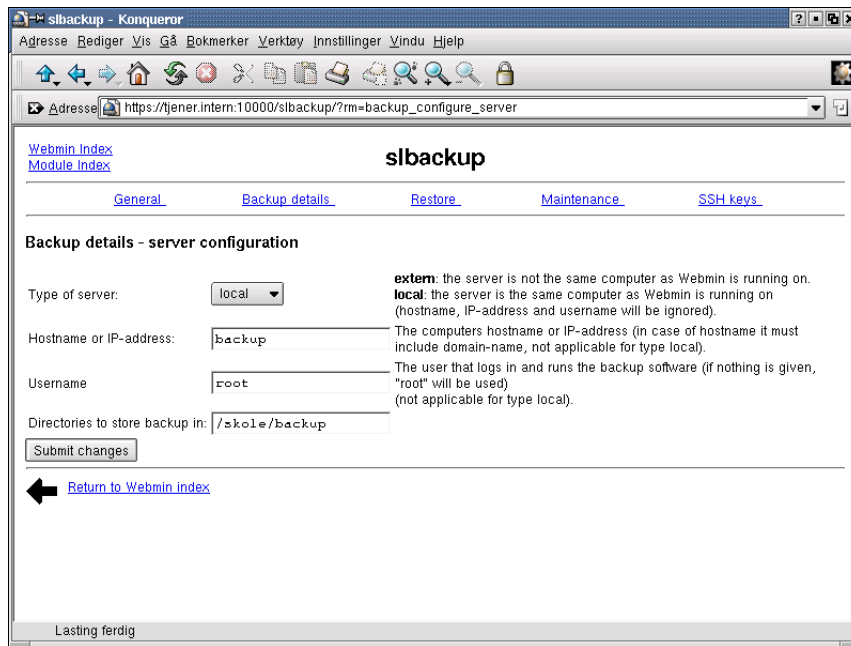 slbackup - Konqueror
Adresse Rediger Vis Gå Bokmerker Verktøy Innstillinger Vindu Hjelp
Adresse https://tjener.intern:10000/slbackup/?rm=backup_configure_server
Webmin Index
Module Index
slbackup
General Backup details Restore Maintenance SSH keys
Backup details - server configuration
Type of server: local
extern: the server is not the same computer as Webmin is running on.
local: the server is the same computer as Webmin is running on
(hostname, IP-address and username will be ignored).
Hostname or IP-address: backup
The computers hostname or IP-address (in case of hostname it must
include domain-name, not applicable for type local).
Username root
The user that logs in and runs the backup software (if nothing is given,
"root" will be used)
(not applicable for type local).
Directories to store backup in: /skole/backup
Submit changes
Return to Webmin index
Lasting ferdig